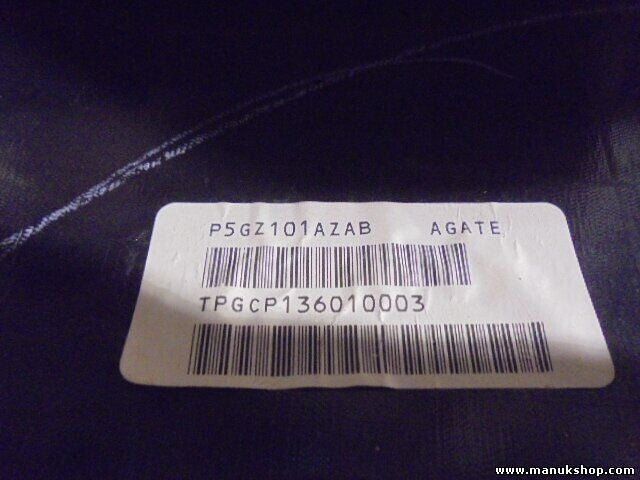 P5GZ101AZAB AGATE
TPGCP136010003
www.manukshop.com